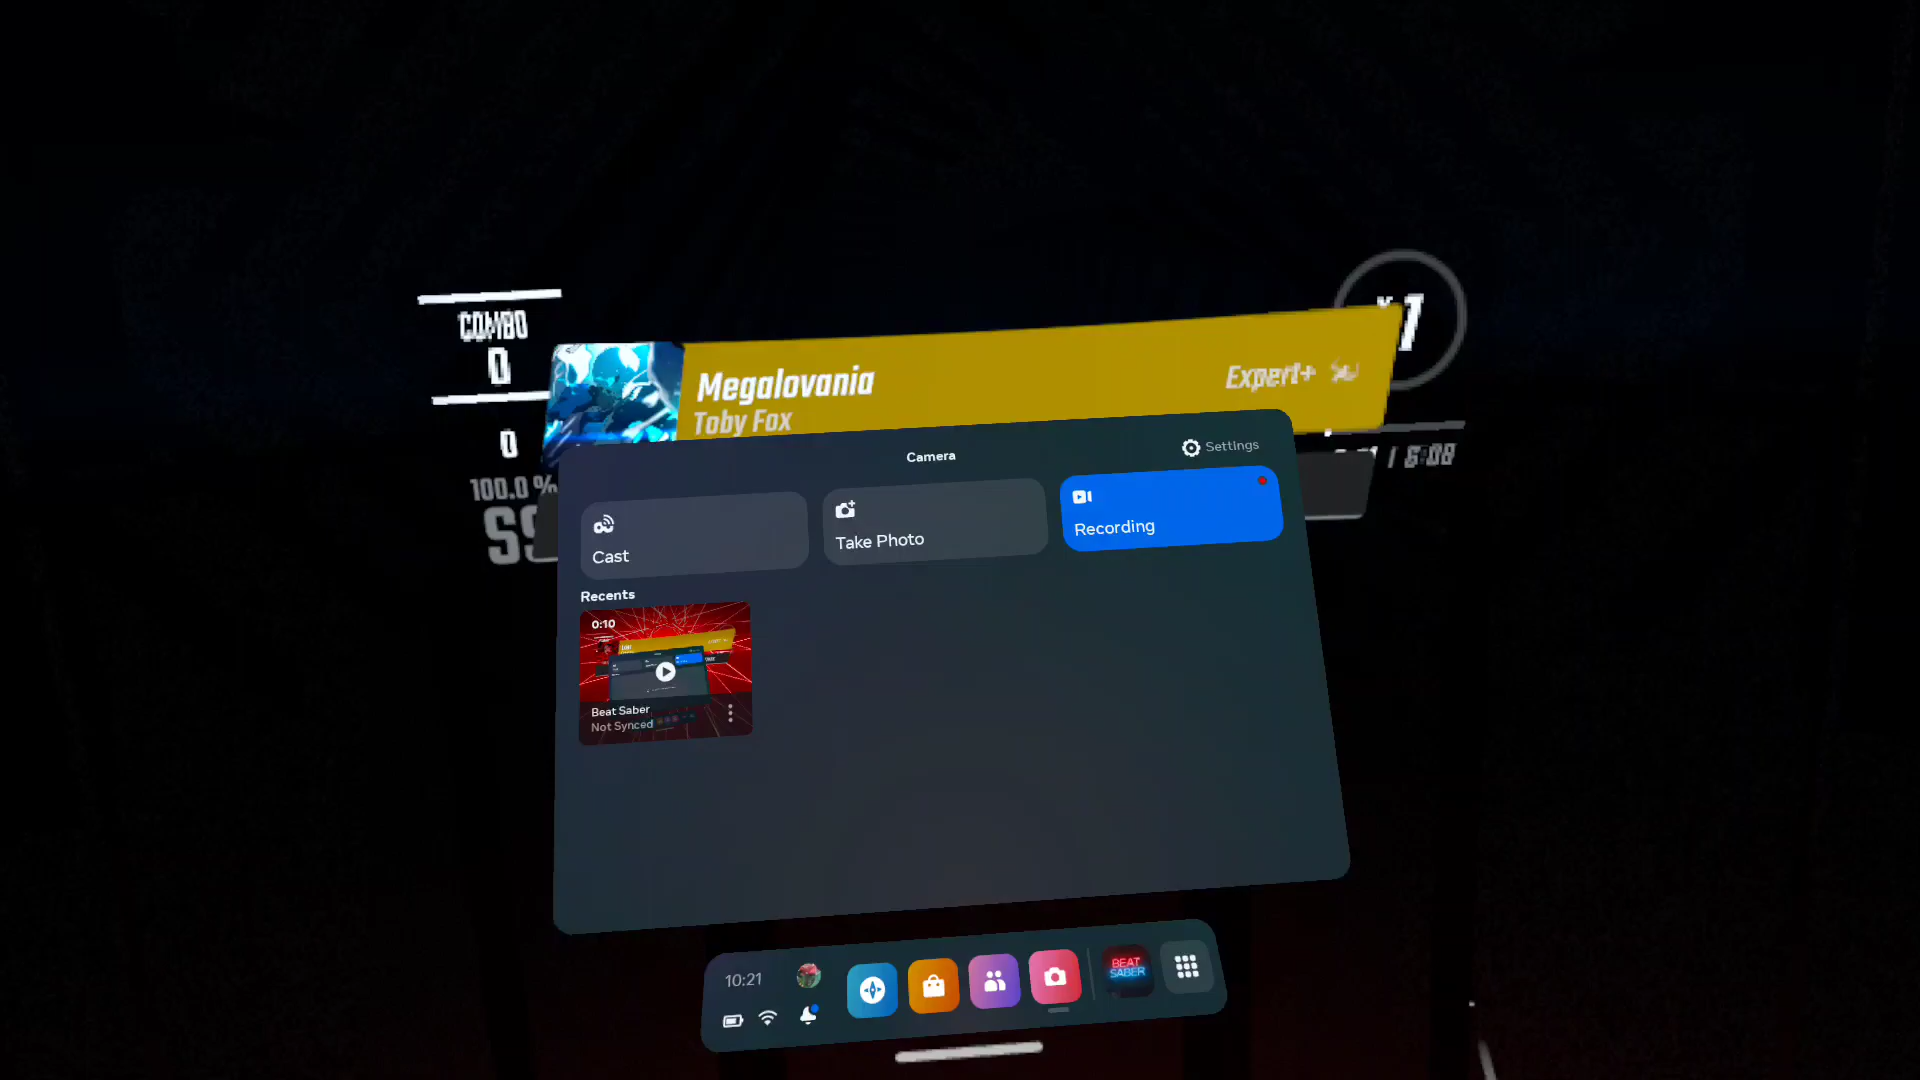 COMBO
0
0
100.0 %
Megalovania
Toby Fox
Expert+
Camera
Settings
Cast
Take Photo
Recording
Recents
0:10
Beat Saber
Not Synced
10:21
BEAT
SABER